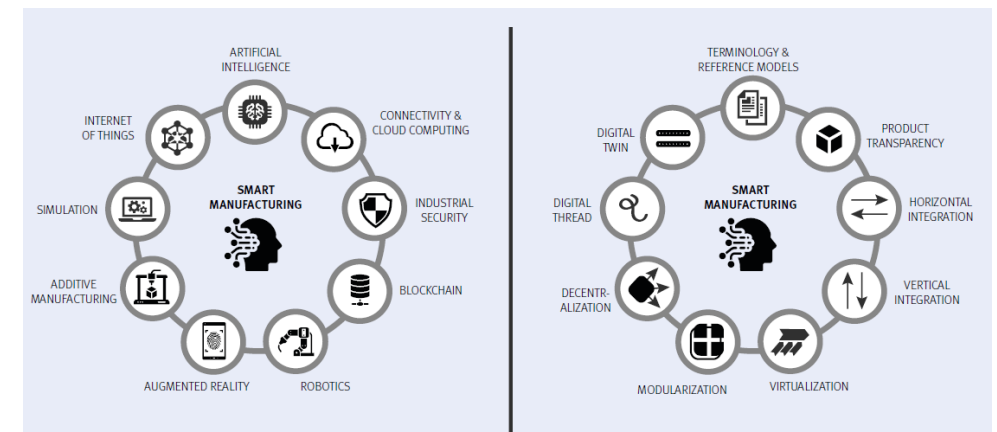 ARTIFICIAL
INTELLIGENCE
CONNECTIVITY &
CLOUD COMPUTING
INDUSTRIAL
SECURITY
BLOCKCHAIN
ROBOTICS
AUGMENTED REALITY
ADDITIVE
MANUFACTURING
SIMULATION
INTERNET
OF THINGS
SMART
MANUFACTURING
TERMINOLOGY &
REFERENCE MODELS
PRODUCT
TRANSPARENCY
HORIZONTAL
INTEGRATION
VERTICAL
INTEGRATION
VIRTUALIZATION
MODULARIZATION
DECENTR-
ALIZATION
DIGITAL
THREAD
DIGITAL
TWIN
SMART
MANUFACTURING